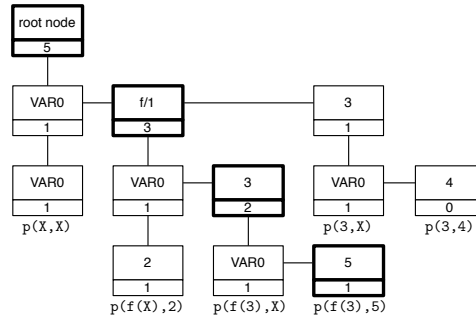 root node
5
VAR0 f/1 3
1 3 1
VAR0 VAR0 3 VAR0 4
1 1 2 1 0
p(X,X) p(3,X) p(3,4)
2 VAR0 5
1 1 1
p(f(X),2) p(f(3),X) p(f(3),5)